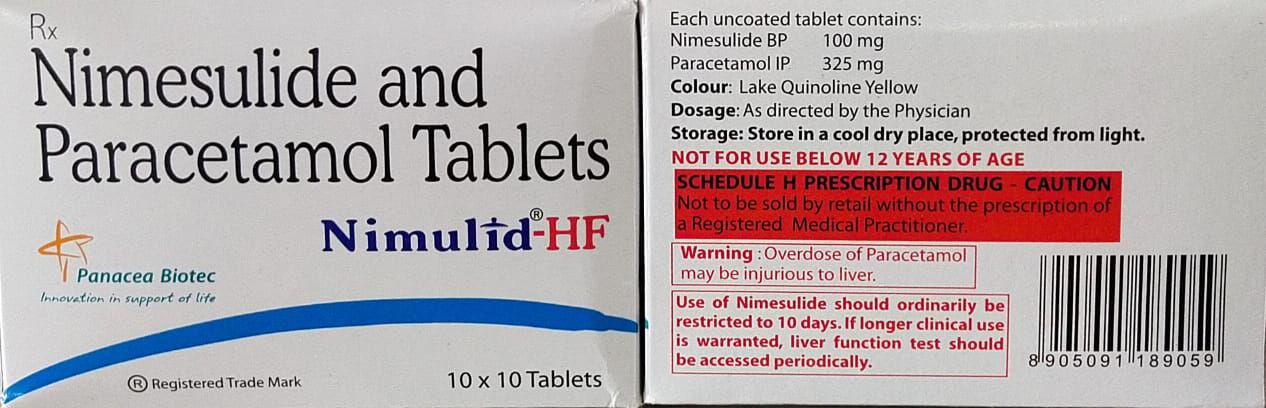 Rx
Nimesulide and
Paracetamol Tablets
Nimulid®-HF
Panacea Biotec
Innovation in support of life
® Registered Trade Mark
10 x 10 Tablets
Each uncoated tablet contains:
Nimesulide BP 100 mg
Paracetamol IP 325 mg
Colour: Lake Quinoline Yellow
Dosage: As directed by the Physician
Storage: Store in a cool dry place, protected from light.
NOT FOR USE BELOW 12 YEARS OF AGE
SCHEDULE H PRESCRIPTION DRUG - CAUTION
Not to be sold by retail without the prescription of
a Registered Medical Practitioner.
Warning : Overdose of Paracetamol
may be injurious to liver.
Use of Nimesulide should ordinarily be
restricted to 10 days. If longer clinical use
is warranted, liver function test should
be accessed periodically.
8 905091 189059